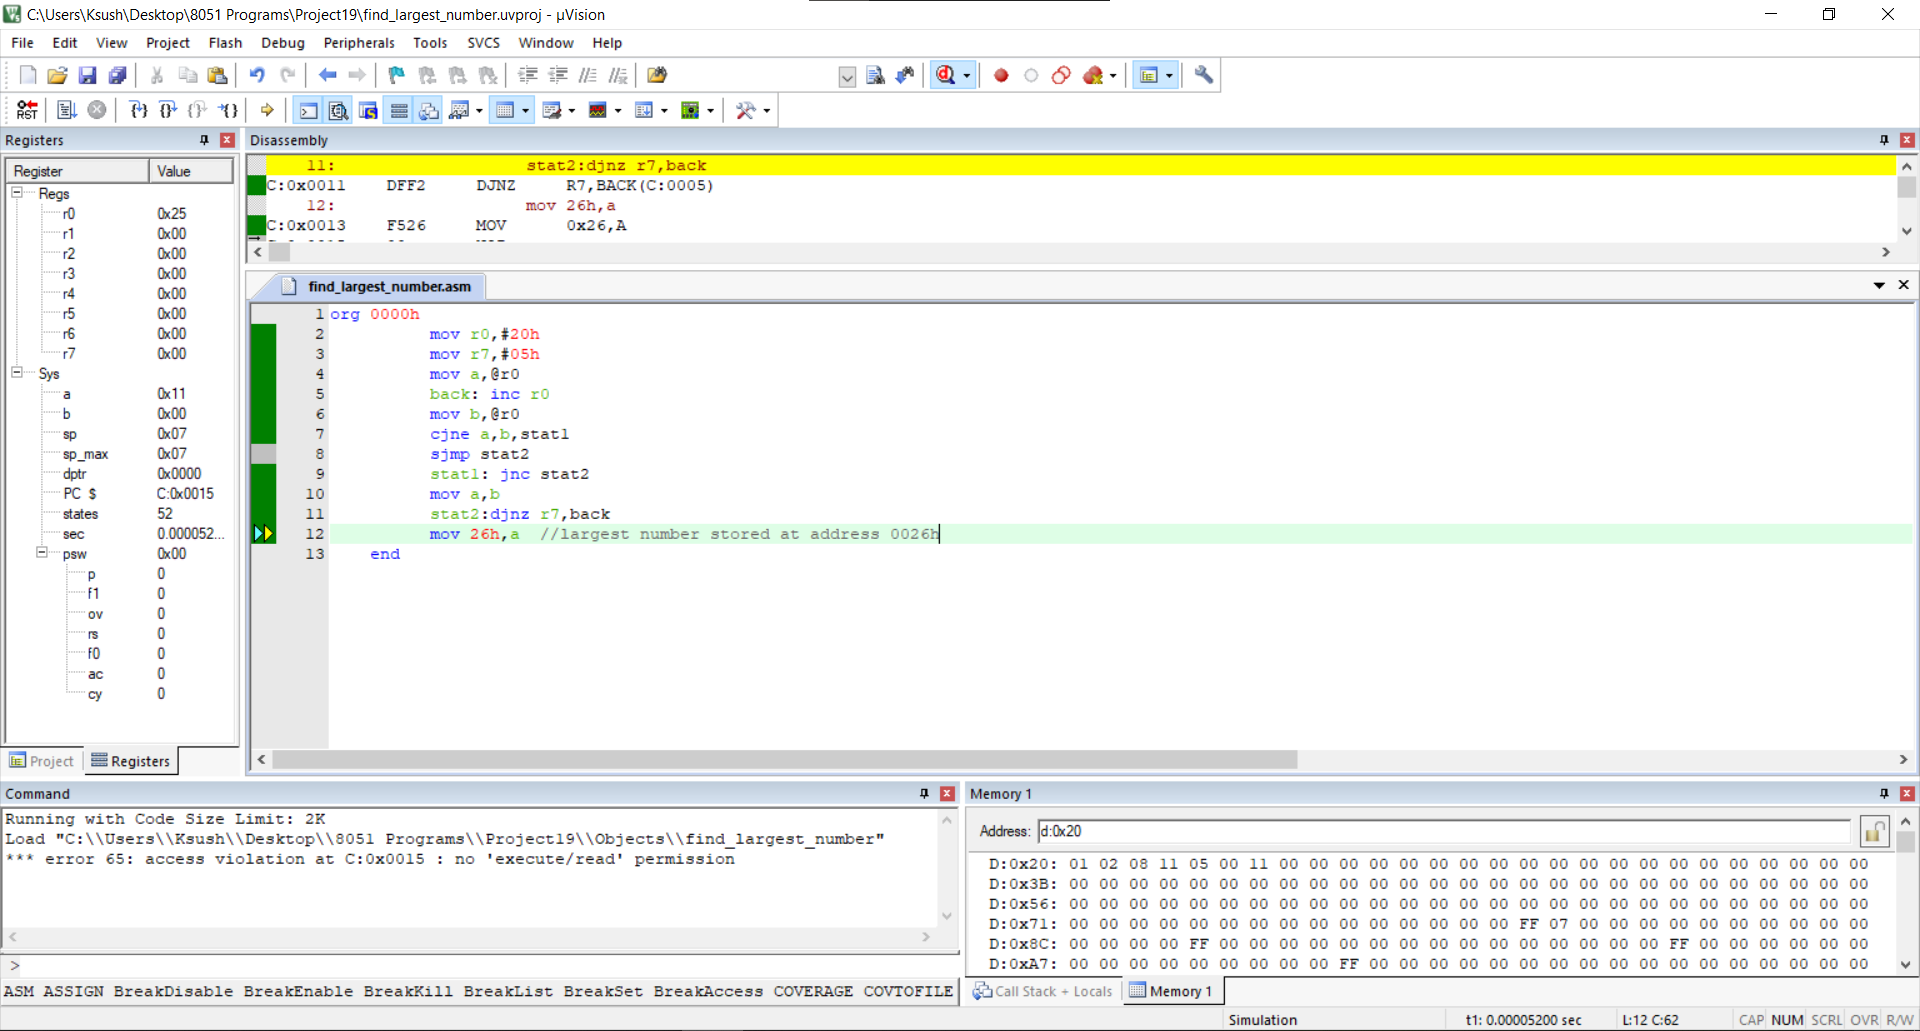 C:\Users\Ksush\Desktop\8051 Programs\Project19\find_largest_number.uvproj - µVision
File Edit View Project Flash Debug Peripherals Tools SVCS Window Help
RST
Registers
Register Value
Regs
r0 0x25
r1 0x00
r2 0x00
r3 0x00
r4 0x00
r5 0x00
r6 0x00
r7 0x00
Sys
a 0x11
b 0x00
sp 0x07
sp_max 0x07
dptr 0x0000
PC $ C:0x0015
states 52
sec 0.000052...
psw 0x00
p 0
f1 0
ov 0
rs 0
f0 0
ac 0
cy 0
Project Registers
Disassembly
11: stat2:djnz r7,back
C:0x0011 DFF2 DJNZ R7,BACK(C:0005)
12: mov 26h,a
C:0x0013 F526 MOV 0x26,A
find_largest_number.asm
1 org 0000h
2 mov r0,#20h
3 mov r7,#05h
4 mov a,@r0
5 back: inc r0
6 mov b,@r0
7 cjne a,b,stat1
8 sjmp stat2
9 stat1: jnc stat2
10 mov a,b
11 stat2:djnz r7,back
12 mov 26h,a //largest number stored at address 0026h
13 end
Command
Running with Code Size Limit: 2K
Load "C:\\Users\\Ksush\\Desktop\\8051 Programs\\Project19\\Objects\\find_largest_number"
*** error 65: access violation at C:0x0015 : no 'execute/read' permission
>
ASM ASSIGN BreakDisable BreakEnable BreakKill BreakList BreakSet BreakAccess COVERAGE COVTOFILE
Memory 1
Address: d:0x20
D:0x20: 01 02 08 11 05 00 11 00 00 00 00 00 00 00 00 00 00 00 00 00 00 00 00 00 00 00 00
D:0x3B: 00 00 00 00 00 00 00 00 00 00 00 00 00 00 00 00 00 00 00 00 00 00 00 00 00 00 00
D:0x56: 00 00 00 00 00 00 00 00 00 00 00 00 00 00 00 00 00 00 00 00 00 00 00 00 00 00 00
D:0x71: 00 00 00 00 00 00 00 00 00 00 00 00 00 00 00 FF 07 00 00 00 00 00 00 00 00 00 00
D:0x8C: 00 00 00 00 FF 00 00 00 00 00 00 00 00 00 00 00 00 00 00 00 FF 00 00 00 00 00 00
D:0xA7: 00 00 00 00 00 00 00 00 00 FF 00 00 00 00 00 00 00 00 00 00 00 00 00 00 00 00 00
Call Stack + Locals Memory 1
Simulation t1: 0.00005200 sec L:12 C:62 CAP NUM SCRL OVR R/W